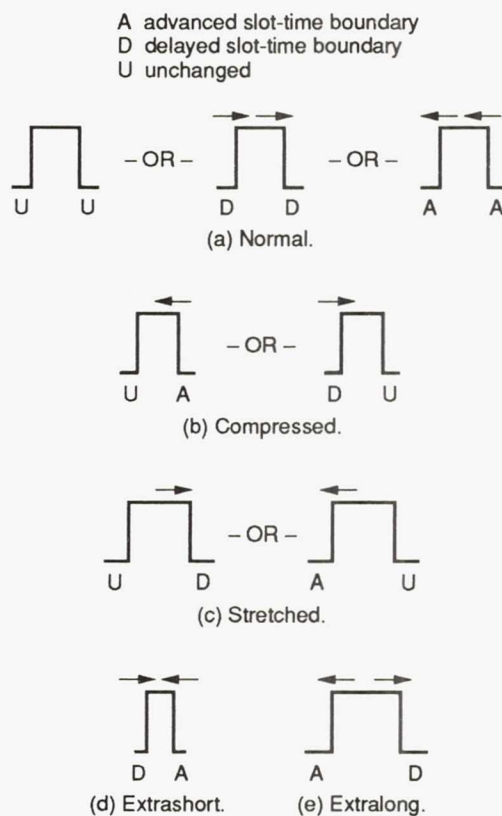 A advanced slot-time boundary
D delayed slot-time boundary
U unchanged
– OR – – OR –
U U D D A A
(a) Normal.
– OR –
U A D U
(b) Compressed.
– OR –
U D A U
(c) Stretched.
D A A D
(d) Extrashort. (e) Extralong.